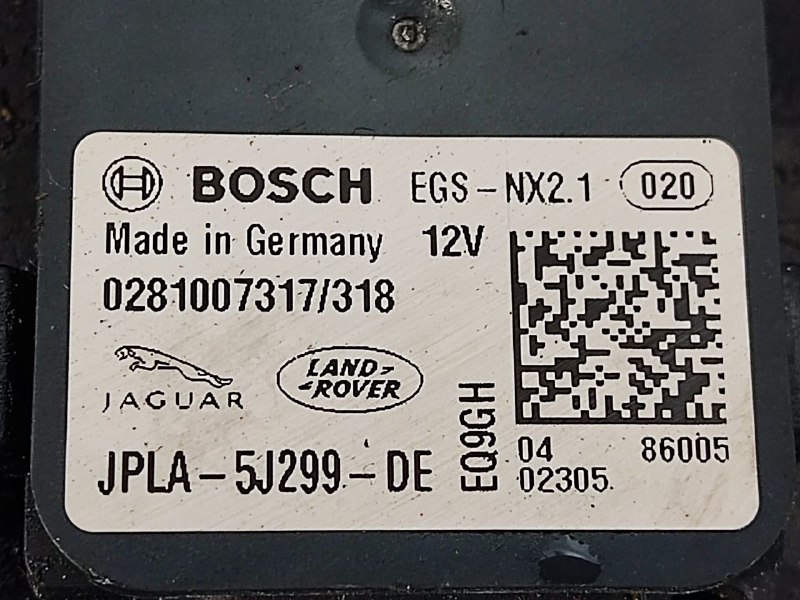 BOSCH EGS-NX2.1 020
Made in Germany 12V
0281007317/318
JAGUAR
LAND-
-ROVER
JPLA-5J299-DE
EQ9GH
04 86005
02305